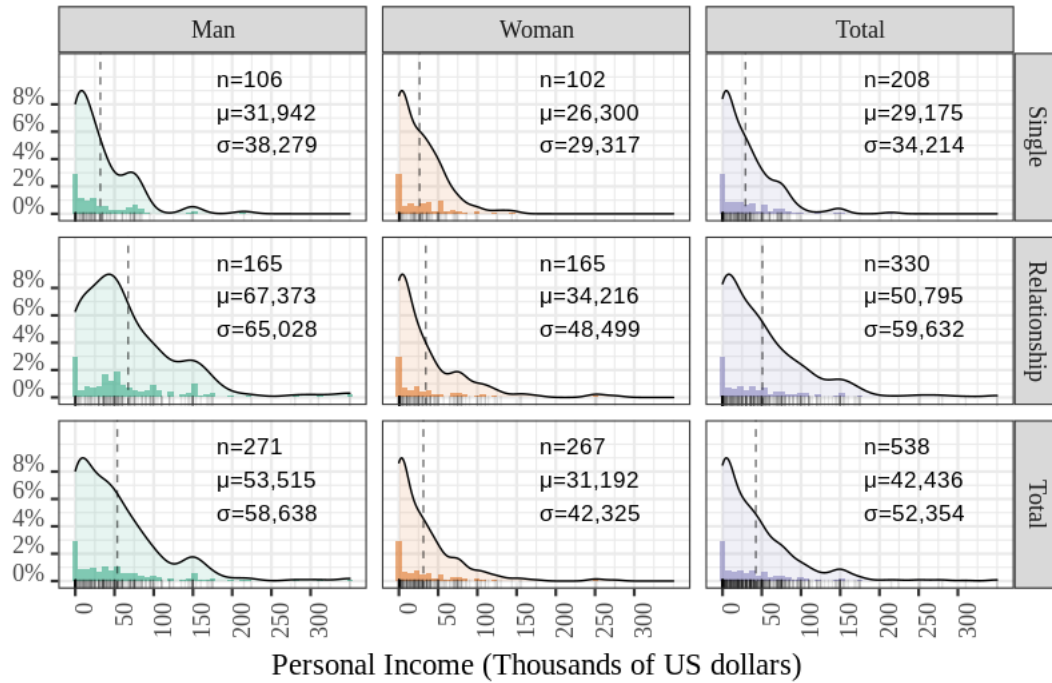 Man Woman Total
n=106
μ=31,942
σ=38,279
n=102
μ=26,300
σ=29,317
n=208
μ=29,175
σ=34,214
Single
8%
6%
4%
2%
0%
n=165
μ=67,373
σ=65,028
n=165
μ=34,216
σ=48,499
n=330
μ=50,795
σ=59,632
Relationship
8%
6%
4%
2%
0%
n=271
μ=53,515
σ=58,638
n=267
μ=31,192
σ=42,325
n=538
μ=42,436
σ=52,354
Total
8%
6%
4%
2%
0%
0 50 100 150 200 250 300
0 50 100 150 200 250 300
0 50 100 150 200 250 300
Personal Income (Thousands of US dollars)